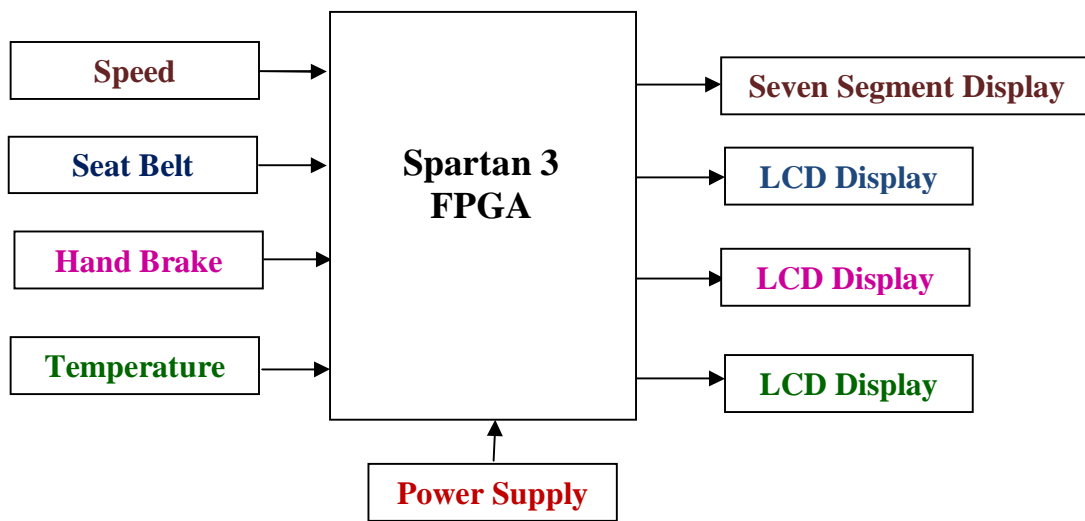 Speed
Seat Belt
Hand Brake
Temperature
Spartan 3
FPGA
Seven Segment Display
LCD Display
LCD Display
LCD Display
Power Supply